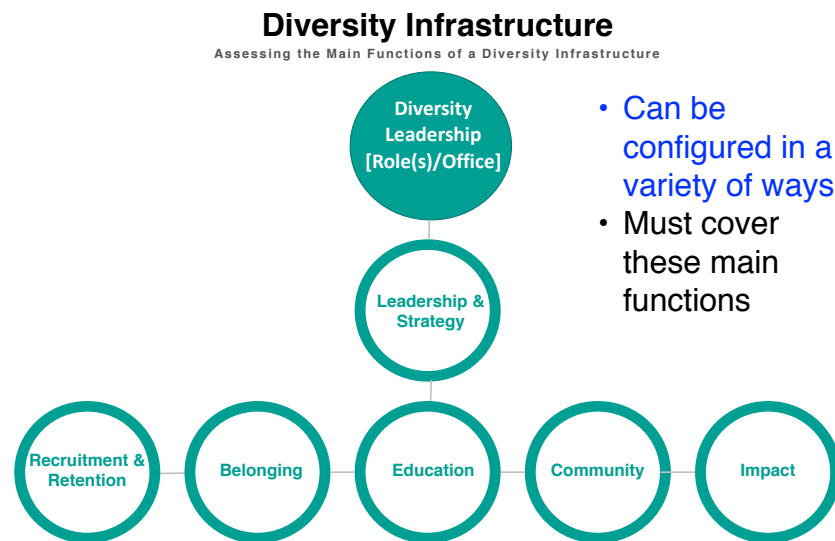 Diversity Infrastructure
Assessing the Main Functions of a Diversity Infrastructure
Diversity
Leadership
[Role(s)/Office]
• Can be
configured in a
variety of ways
• Must cover
these main
functions
Leadership &
Strategy
Recruitment &
Retention
Belonging
Education
Community
Impact